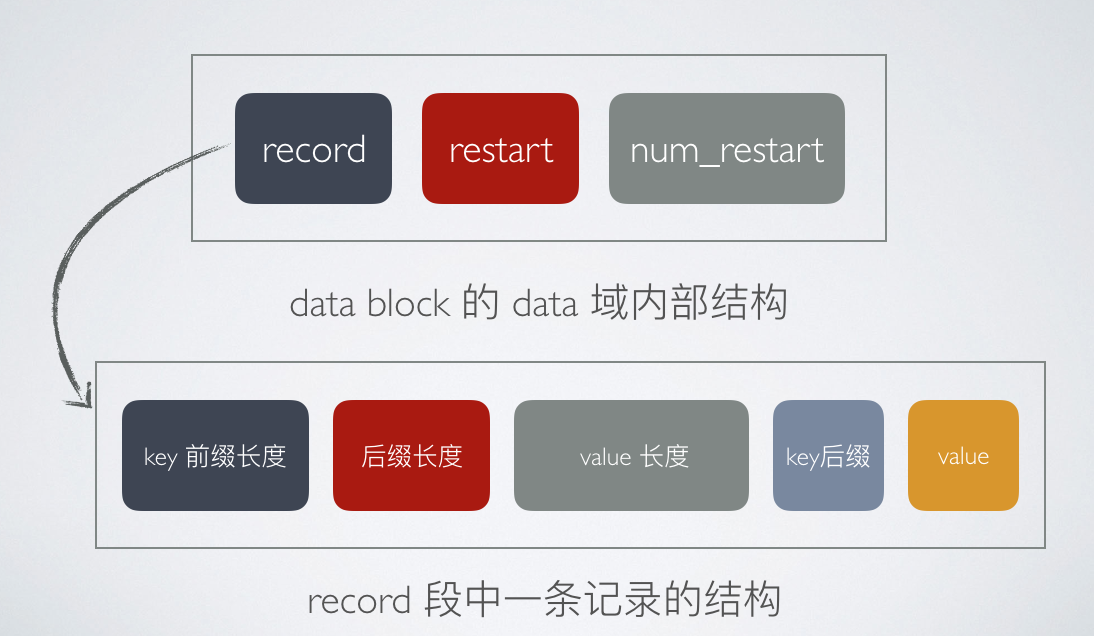 record restart num_restart
data block 的 data 域内部结构
key 前缀长度 后缀长度 value 长度 key后缀 value
record 段中一条记录的结构